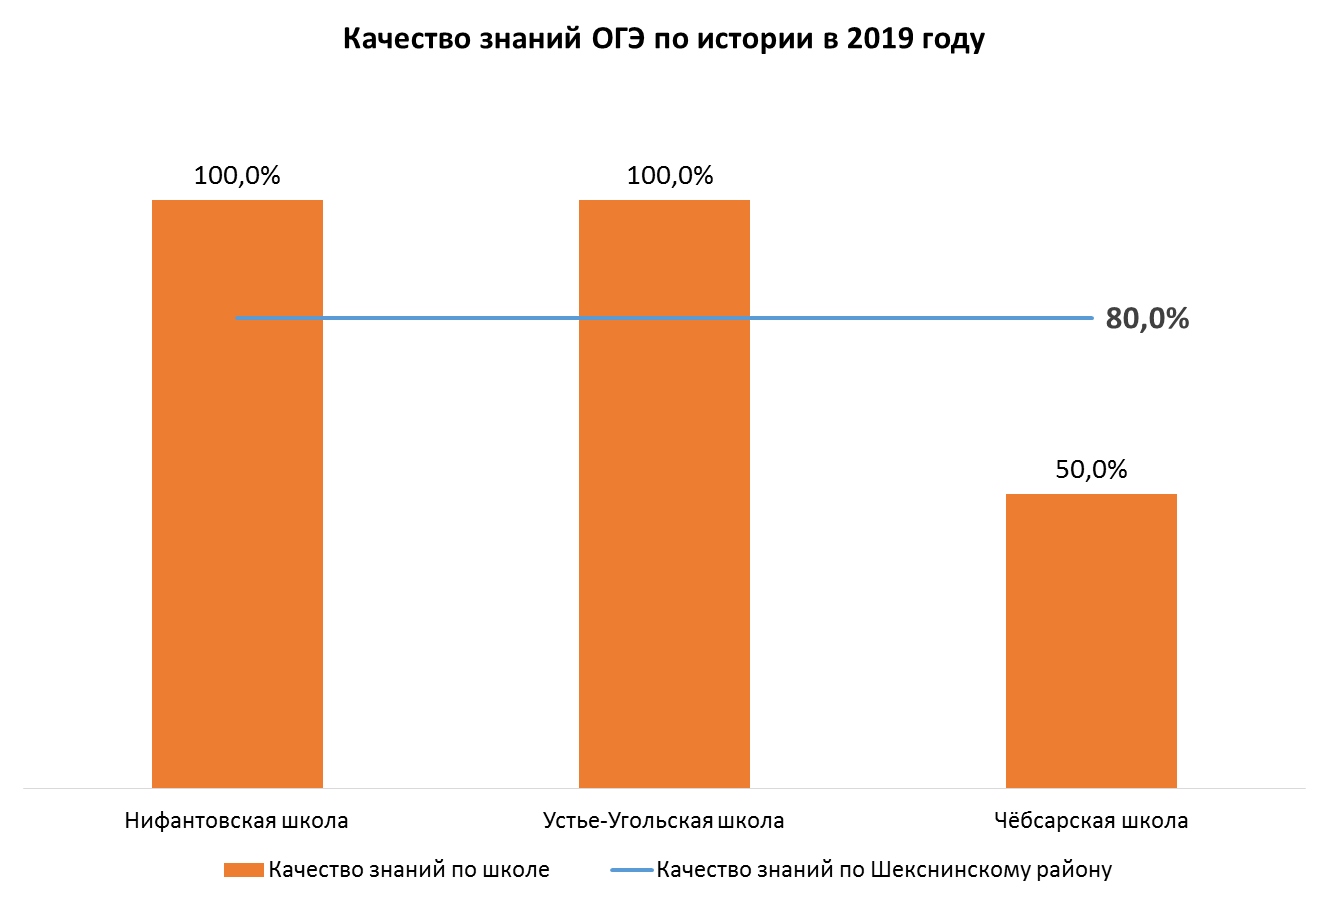 Качество знаний ОГЭ по истории в 2019 году
100,0%
100,0%
80,0%
50,0%
Нифантовская школа
Устье-Угольская школа
Чёбсарская школа
Качество знаний по школе
Качество знаний по Шекснинскому району